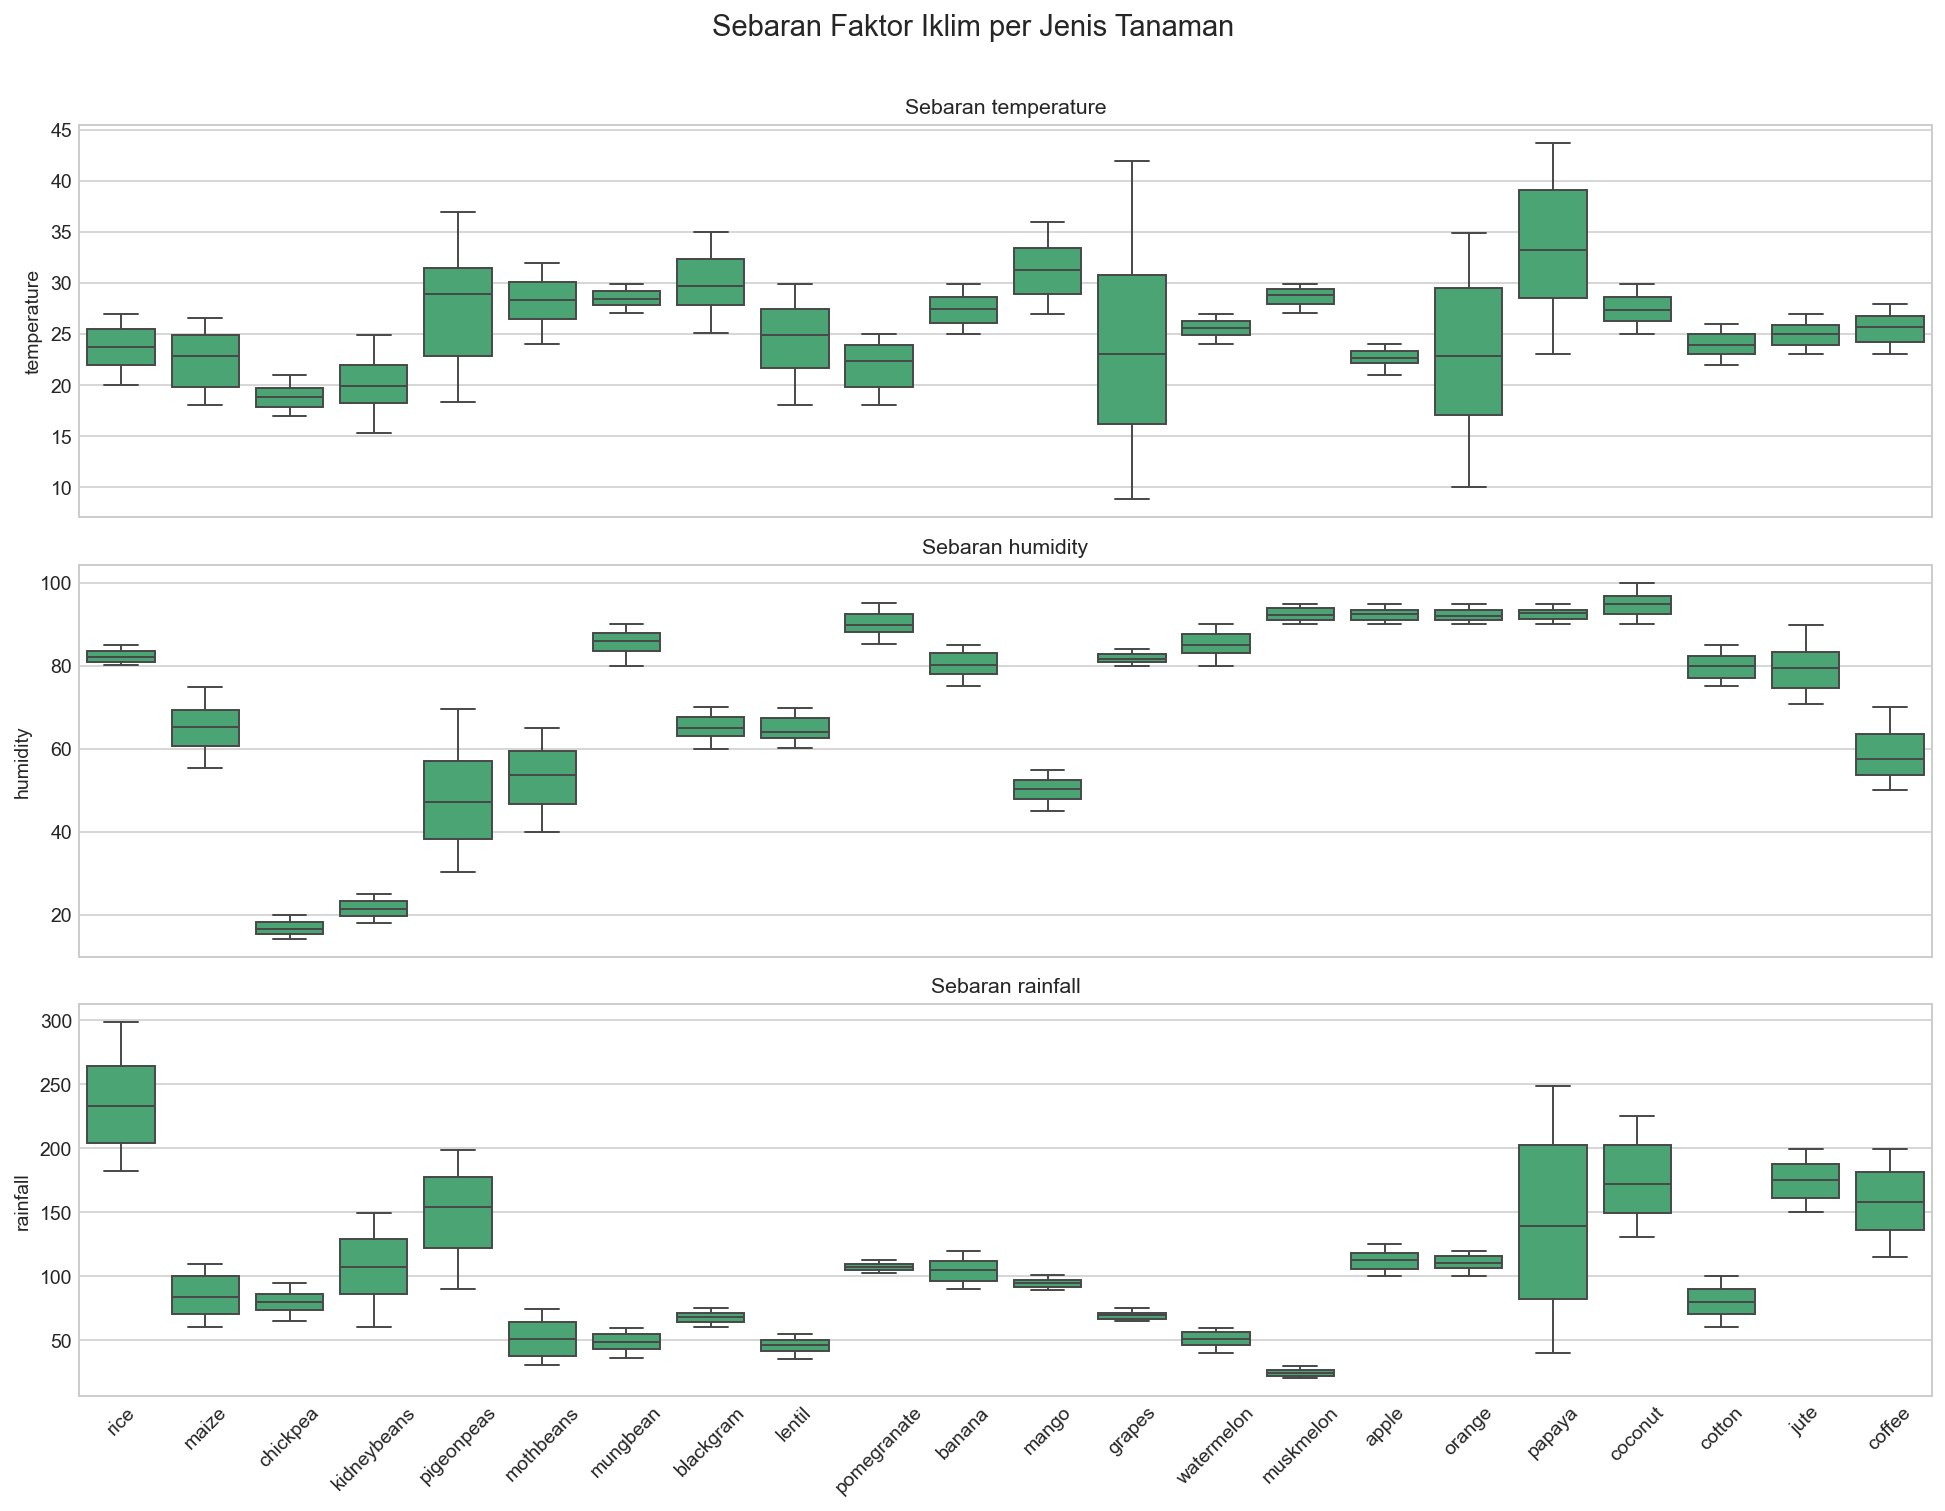 Sebaran Faktor Iklim per Jenis Tanaman
Sebaran temperature
45
40
35
30
25
20
15
10
temperature
Sebaran humidity
100
80
60
40
20
humidity
Sebaran rainfall
300
250
200
150
100
50
rainfall
rice
maize
chickpea
kidneybeans
pigeonpeas
mothbeans
mungbean
blackgram
lentil
pomegranate
banana
mango
grapes
watermelon
muskmelon
apple
orange
papaya
coconut
cotton
jute
coffee